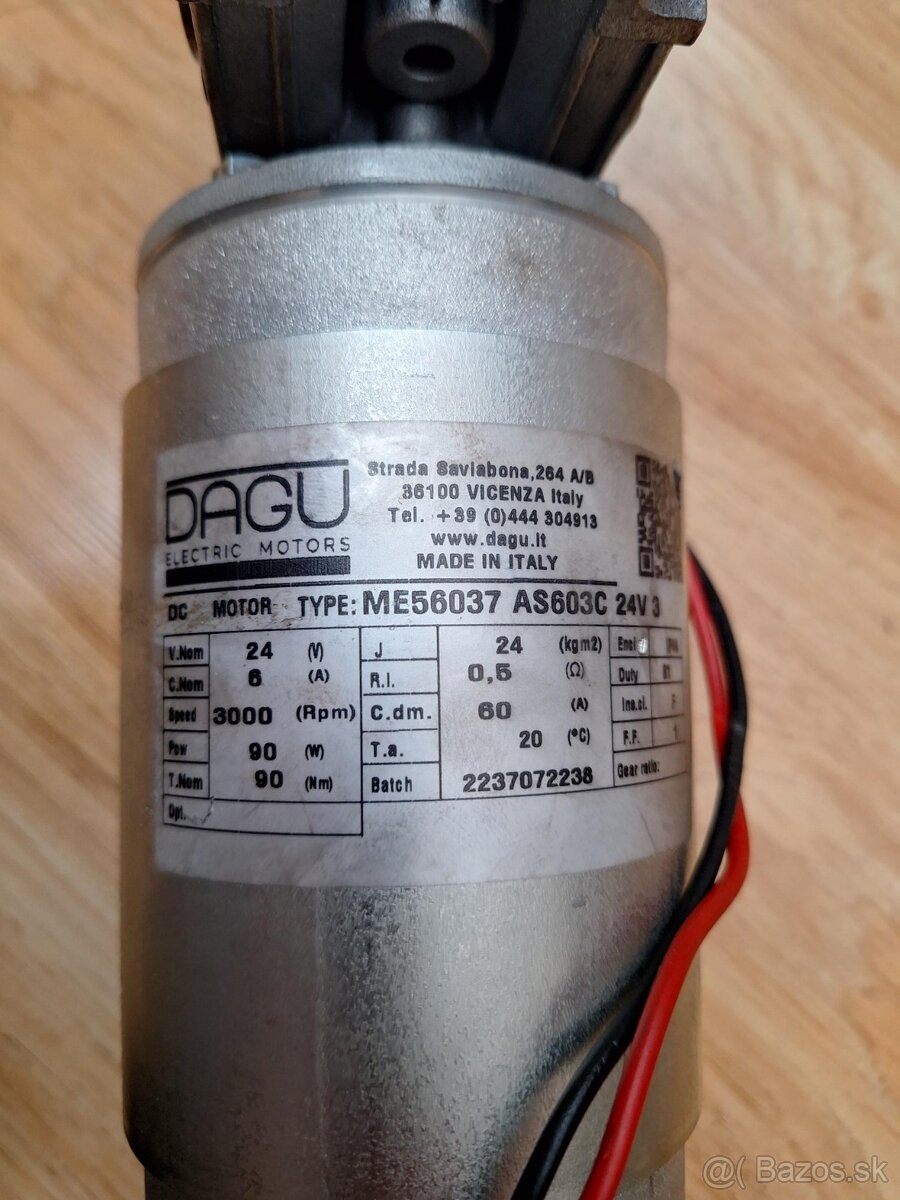 DAGU
ELECTRIC MOTORS
Strada Saviabona,264 A/B
36100 VICENZA Italy
Tel. +39 (0)444 304913
www.dagu.it
MADE IN ITALY
DC MOTOR TYPE: ME56037 AS603C 24V 3
V.Nom 24 (V) J 24 (kgm2)
C.Nom 6 (A) R.I. 0,5 (Ω) Duty
Speed 3000 (Rpm) C.dm. 60 (A) Ins.cl. F
Pow 90 (W) T.a. 20 (°C) F.F. 1
T.Nom 90 (Nm) Batch 2237072238 Gear ratio:
Opt.
@( Bazos.sk